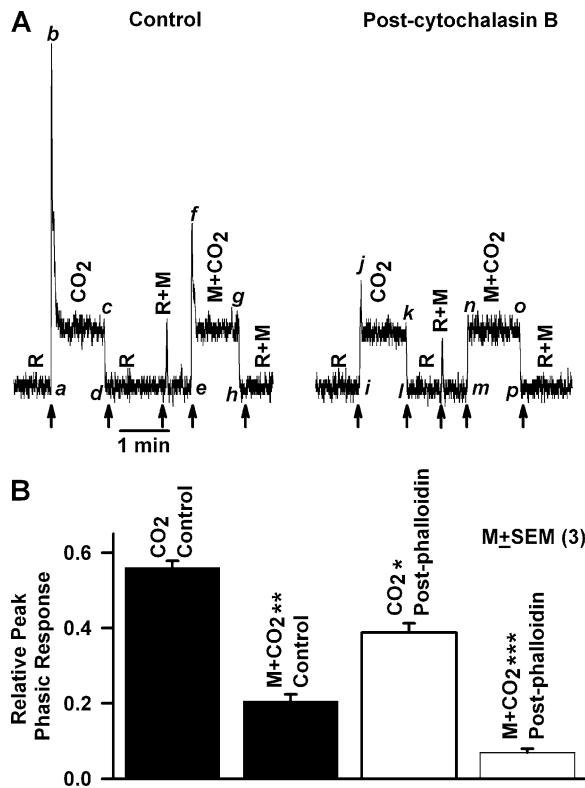 A
Control
Post-cytochalasin B
b
f
CO2
R+M
M+CO2
c
g
R
R
R+M
a
d
e
h
1 min
j
CO2
k
R+M
n
M+CO2
o
R
R
R+M
i
l
m
p
B
M±SEM (3)
Relative Peak
Phasic Response
0.6
0.4
0.2
0.0
CO2
Control
M+CO2**
Control
CO2*
Post-phalloidin
M+CO2***
Post-phalloidin